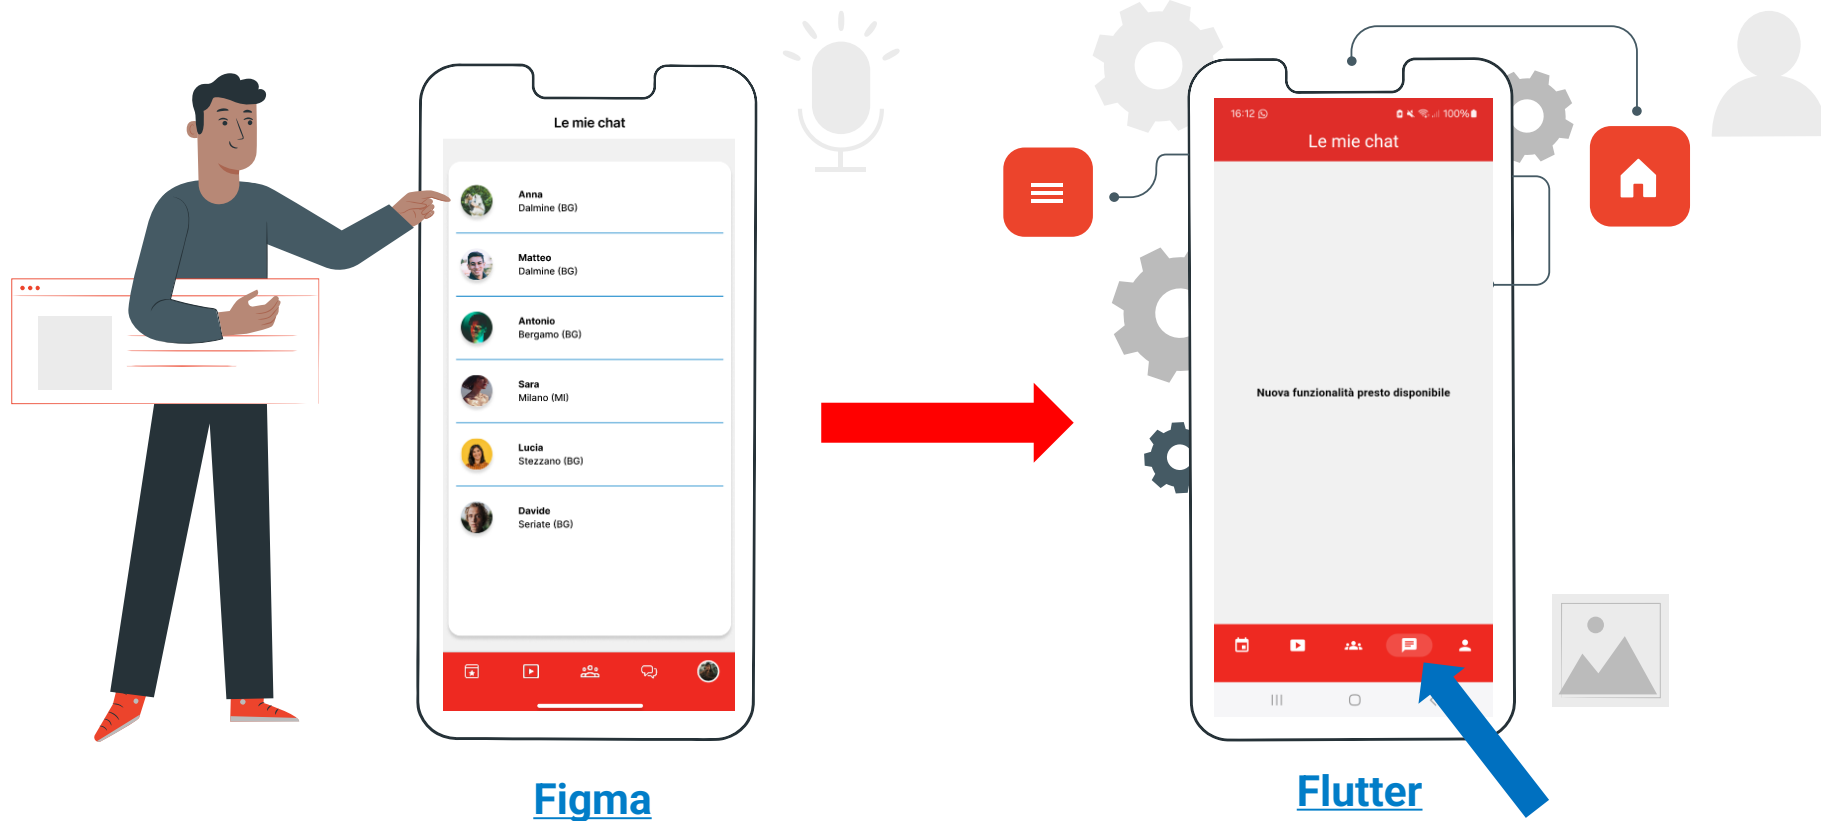 Le mie chat
Anna
Dalmine (BG)
Matteo
Dalmine (BG)
Antonio
Bergamo (BG)
Sara
Milano (MI)
Lucia
Stezzano (BG)
Davide
Seriate (BG)
Figma
16:12 100%
Le mie chat
Nuova funzionalità presto disponibile
Flutter